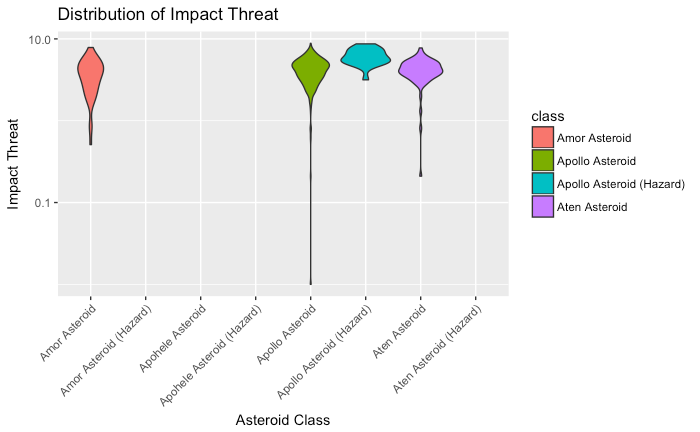 Distribution of Impact Threat
10.0
0.1
Impact Threat
Amor Asteroid
Amor Asteroid (Hazard)
Apohele Asteroid
Apohele Asteroid (Hazard)
Apollo Asteroid
Apollo Asteroid (Hazard)
Aten Asteroid
Aten Asteroid (Hazard)
Asteroid Class
class
Amor Asteroid
Apollo Asteroid
Apollo Asteroid (Hazard)
Aten Asteroid